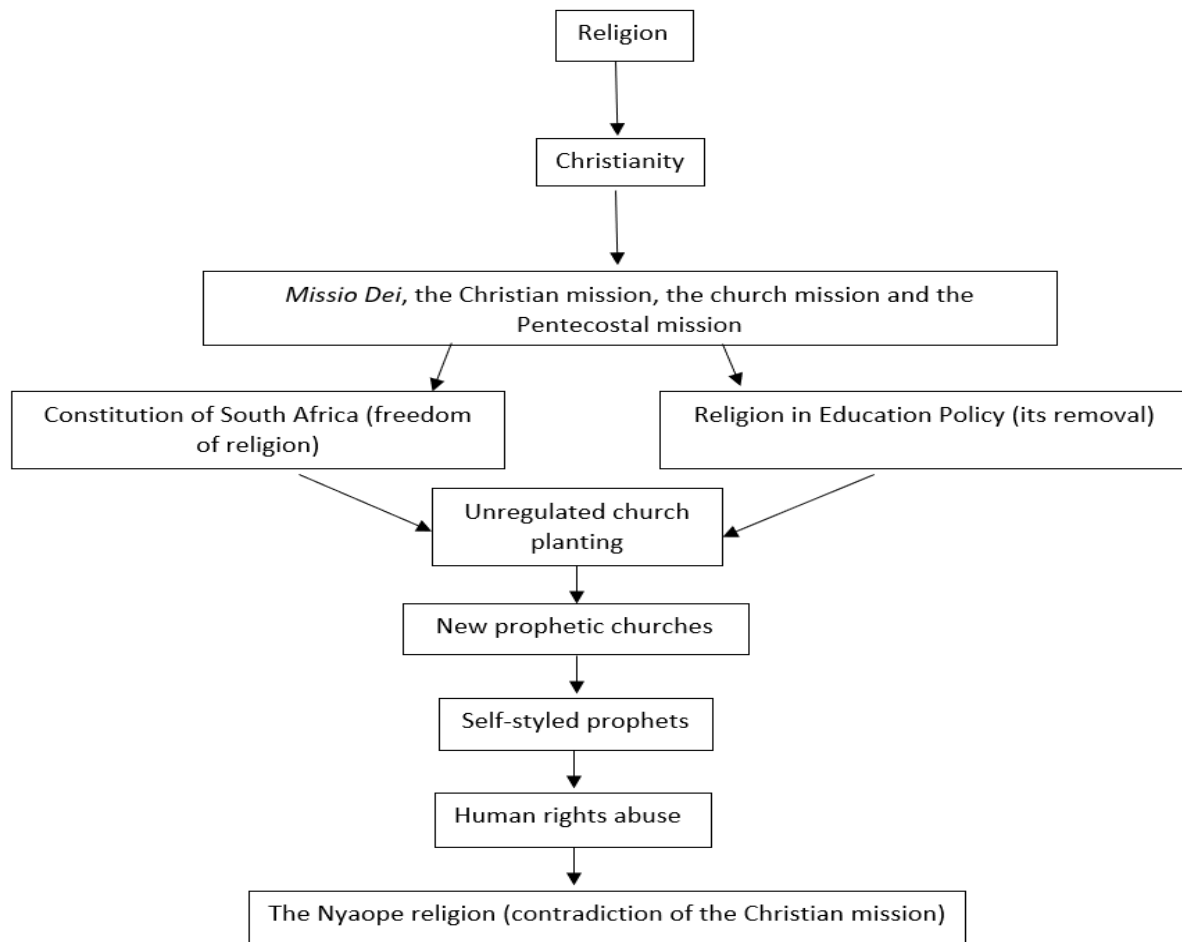 Religion
Christianity
Missio Dei, the Christian mission, the church mission and the
Pentecostal mission
Constitution of South Africa (freedom
of religion)
Religion in Education Policy (its removal)
Unregulated church
planting
New prophetic churches
Self-styled prophets
Human rights abuse
The Nyaope religion (contradiction of the Christian mission)